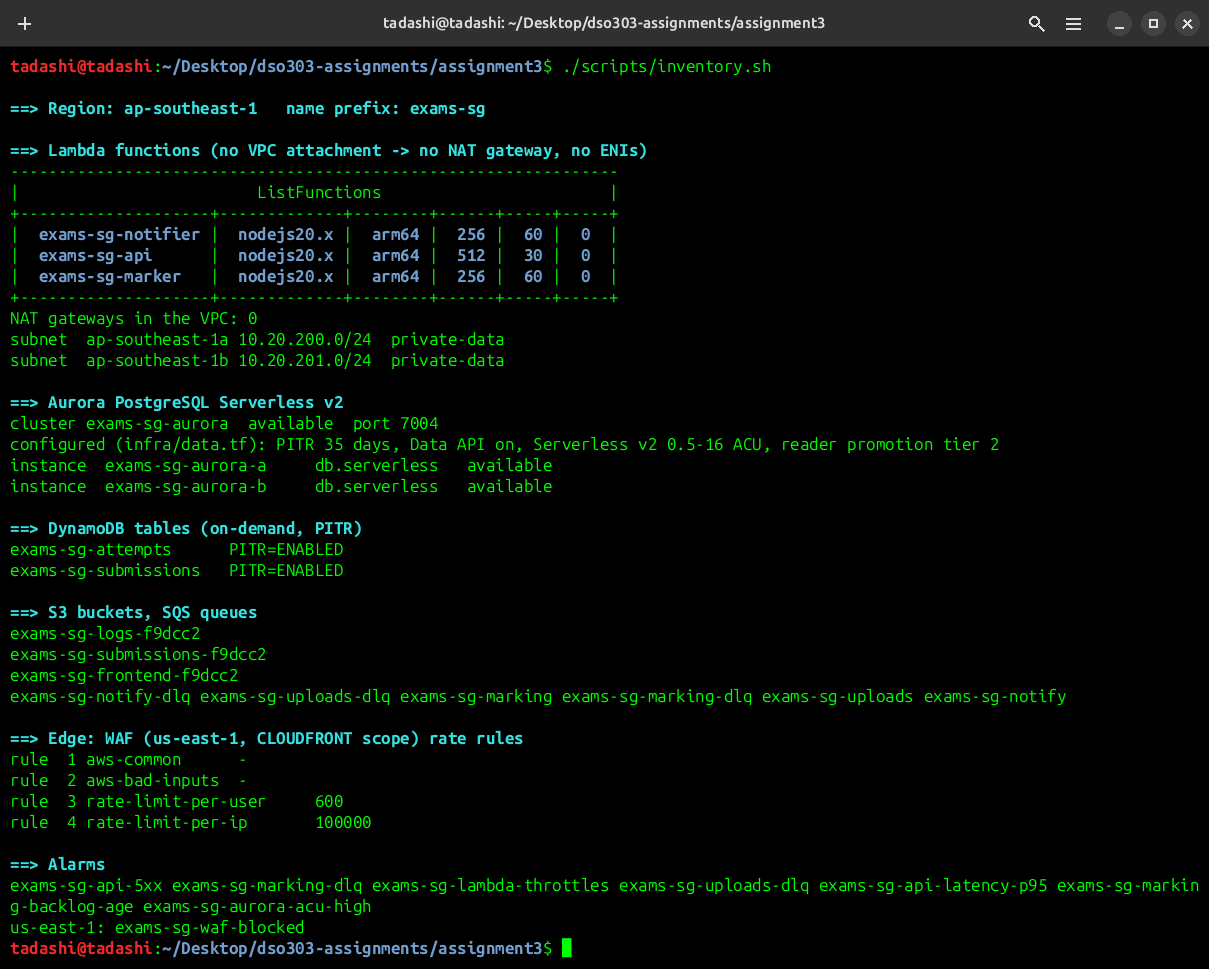 tadashi@tadashi: ~/Desktop/dso303-assignments/assignment3
tadashi@tadashi:~/Desktop/dso303-assignments/assignment3$ ./scripts/inventory.sh
==> Region: ap-southeast-1   name prefix: exams-sg
==> Lambda functions (no VPC attachment -> no NAT gateway, no ENIs)
----------------------------------------------------------------
|                         ListFunctions                        |
+--------------------+-------------+--------+------+-----+-----+
|  exams-sg-notifier |  nodejs20.x |  arm64 |  256 |  60 |  0  |
|  exams-sg-api      |  nodejs20.x |  arm64 |  512 |  30 |  0  |
|  exams-sg-marker   |  nodejs20.x |  arm64 |  256 |  60 |  0  |
+--------------------+-------------+--------+------+-----+-----+
NAT gateways in the VPC: 0
subnet  ap-southeast-1a 10.20.200.0/24  private-data
subnet  ap-southeast-1b 10.20.201.0/24  private-data
==> Aurora PostgreSQL Serverless v2
cluster exams-sg-aurora  available  port 7004
configured (infra/data.tf): PITR 35 days, Data API on, Serverless v2 0.5-16 ACU, reader promotion tier 2
instance  exams-sg-aurora-a     db.serverless   available
instance  exams-sg-aurora-b     db.serverless   available
==> DynamoDB tables (on-demand, PITR)
exams-sg-attempts      PITR=ENABLED
exams-sg-submissions   PITR=ENABLED
==> S3 buckets, SQS queues
exams-sg-logs-f9dcc2
exams-sg-submissions-f9dcc2
exams-sg-frontend-f9dcc2
exams-sg-notify-dlq exams-sg-uploads-dlq exams-sg-marking exams-sg-marking-dlq exams-sg-uploads exams-sg-notify
==> Edge: WAF (us-east-1, CLOUDFRONT scope) rate rules
rule  1 aws-common      -
rule  2 aws-bad-inputs  -
rule  3 rate-limit-per-user     600
rule  4 rate-limit-per-ip       100000
==> Alarms
exams-sg-api-5xx exams-sg-marking-dlq exams-sg-lambda-throttles exams-sg-uploads-dlq exams-sg-api-latency-p95 exams-sg-markin
g-backlog-age exams-sg-aurora-acu-high
us-east-1: exams-sg-waf-blocked
tadashi@tadashi:~/Desktop/dso303-assignments/assignment3$